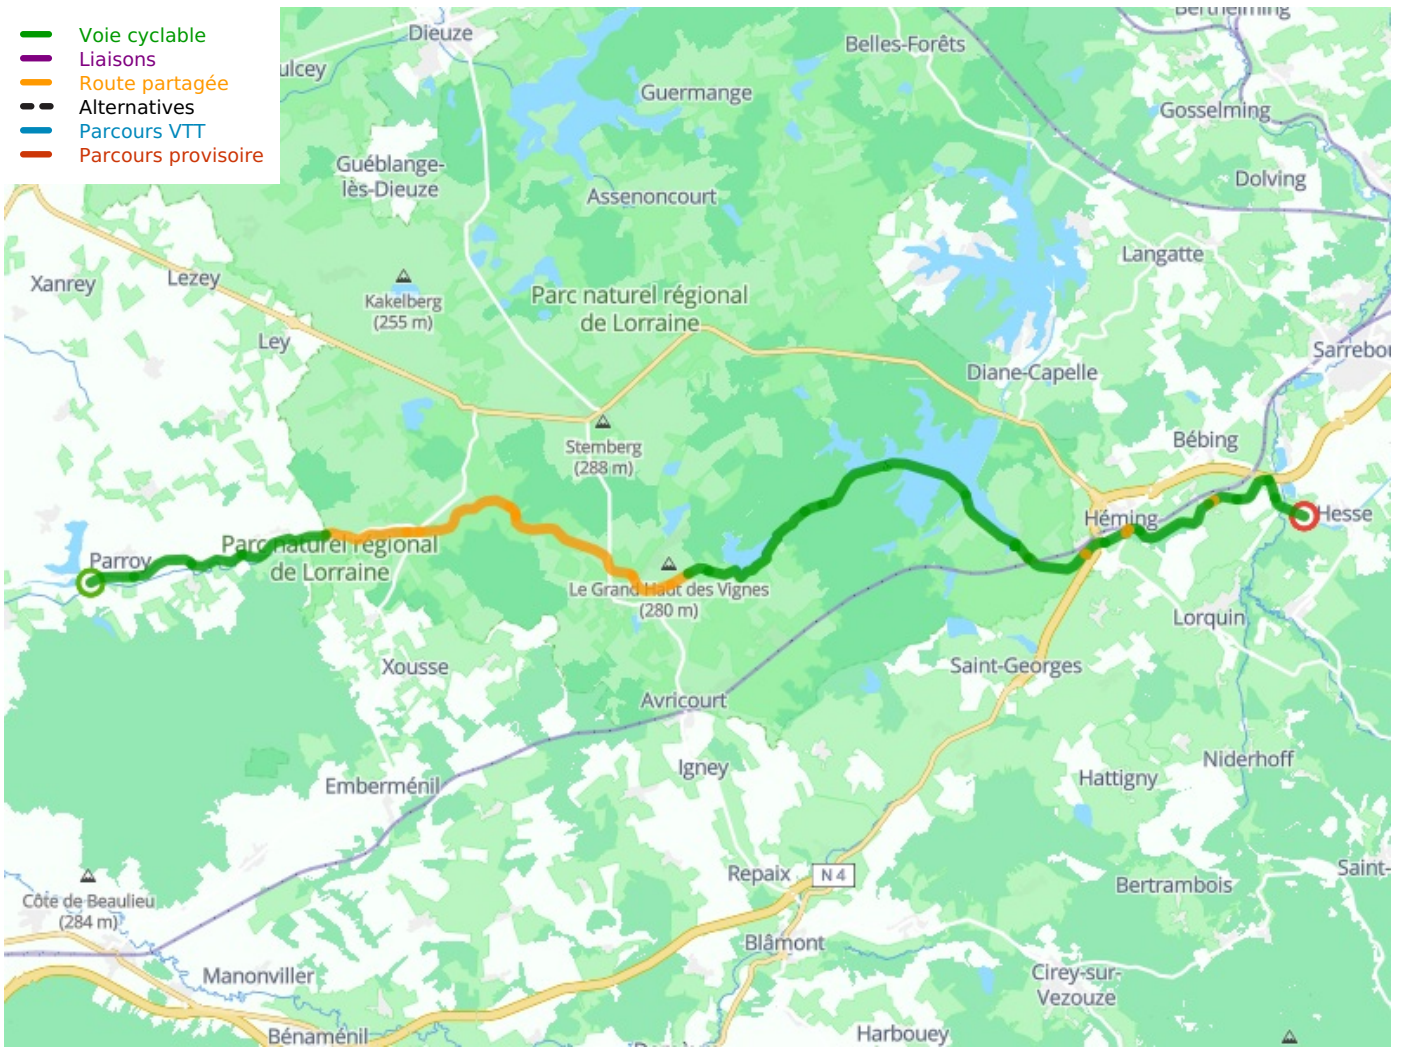 Voie cyclable
Liaisons
Route partagée
Alternatives
Parcours VTT
Parcours provisoire
Dieuze
Belles-Forêts
Berthelming
ulcey
Guermange
Gosselming
Guéblange-
lès-Dieuze
Assenoncourt
Dolving
Xanrey
Lezey
Kakelberg
(255 m)
Parc naturel régional
de Lorraine
Langatte
Ley
Sarrebou
Diane-Capelle
Stemberg
(288 m)
Bébing
Héming
Hesse
Parroy
Parc naturel régional
de Lorraine
Le Grand Haut des Vignes
(280 m)
Lorquin
Xousse
Saint-Georges
Avricourt
Igney
Emberménil
Hattigny
Niderhoff
Repaix
N 4
Bertrambois
Saint-
Côte de Beaulieu
(284 m)
Blâmont
Manonviller
Cirey-sur-
Vezouze
Bénaménil
Harbouey